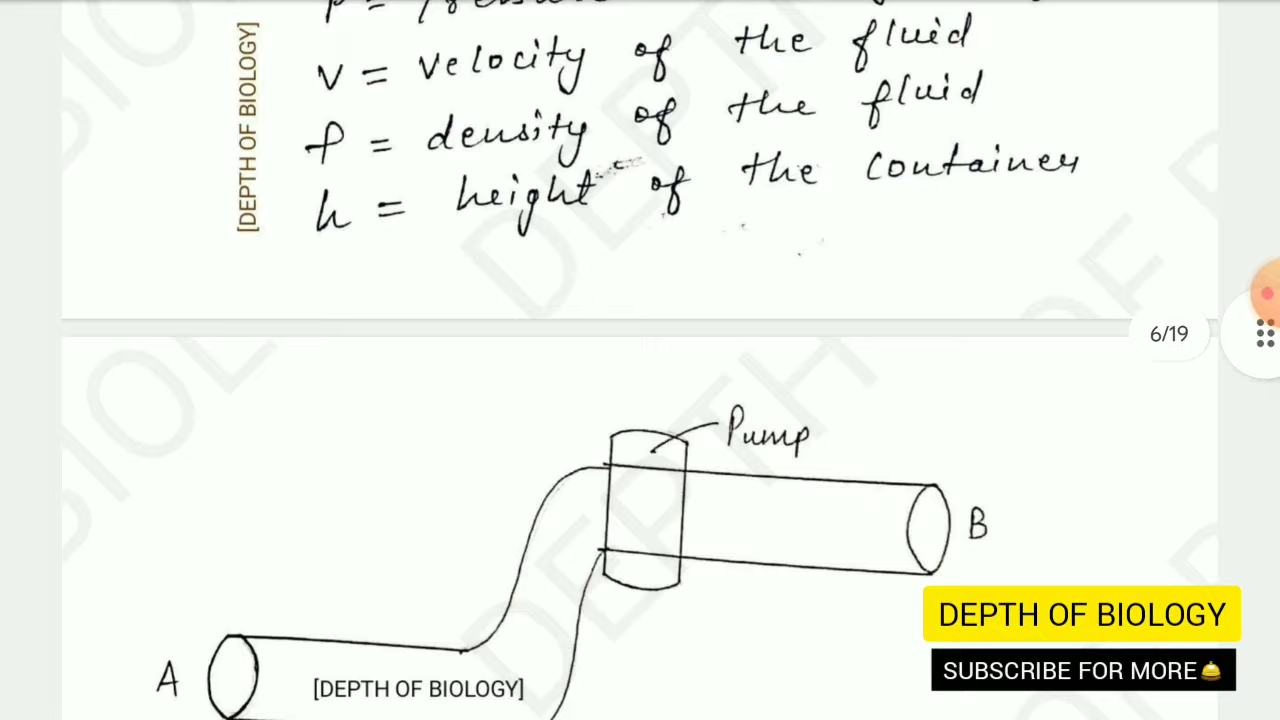 v = velocity of the fluid
ρ = density of the fluid
h = height of the container
[DEPTH OF BIOLOGY]
6/19
Pump
B
A
[DEPTH OF BIOLOGY]
DEPTH OF BIOLOGY
SUBSCRIBE FOR MORE